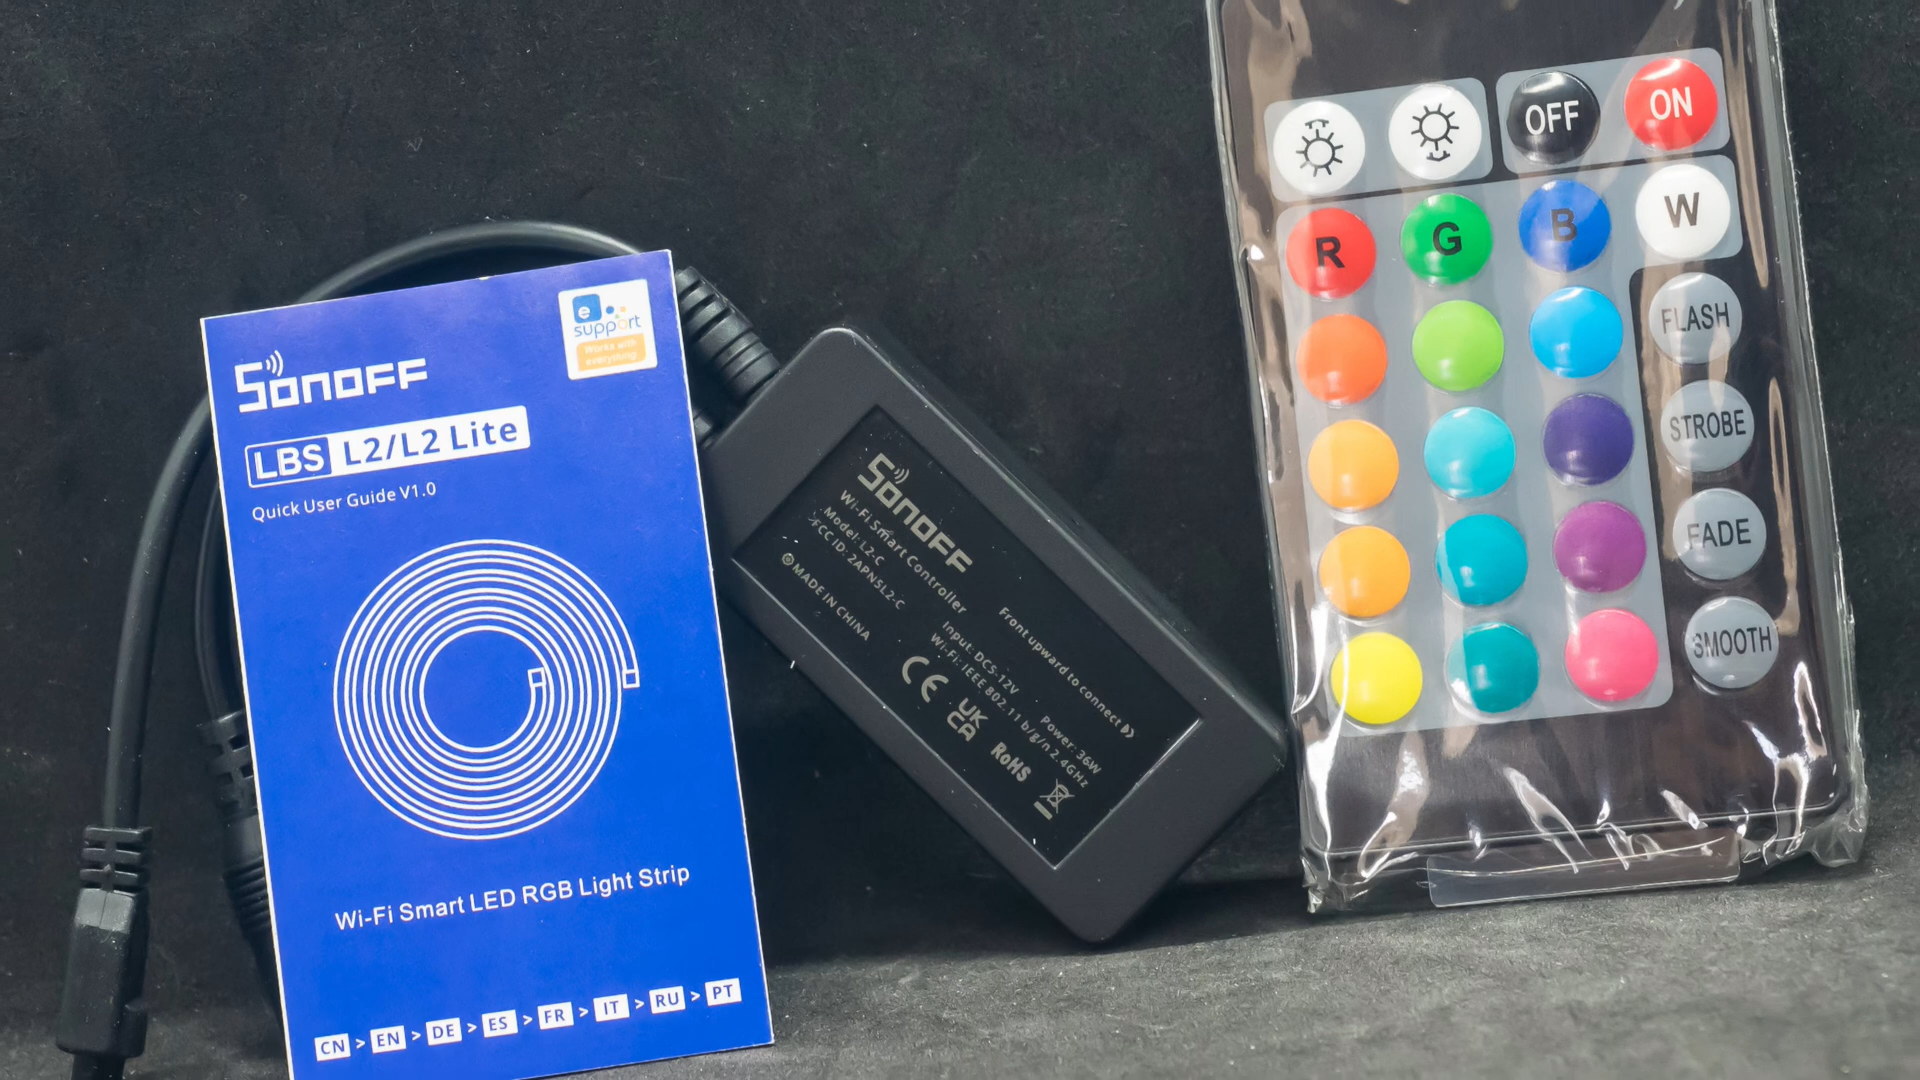 SONOFF
e
support
Works with
everything
LBS L2/L2 Lite
Quick User Guide V1.0
Wi-Fi Smart LED RGB Light Strip
CN > EN > DE > ES > FR > IT > RU > PT
SONOFF
Wi-Fi Smart Controller
Model: L2-C
FCC ID: 2APN5L2-C
MADE IN CHINA
Front upward to connect
Input: DC5-12V Power: 36W
Wi-Fi: IEEE 802.11 b/g/n 2.4GHz
CE UK CA RoHS
OFF ON
R G B W
FLASH
STROBE
FADE
SMOOTH